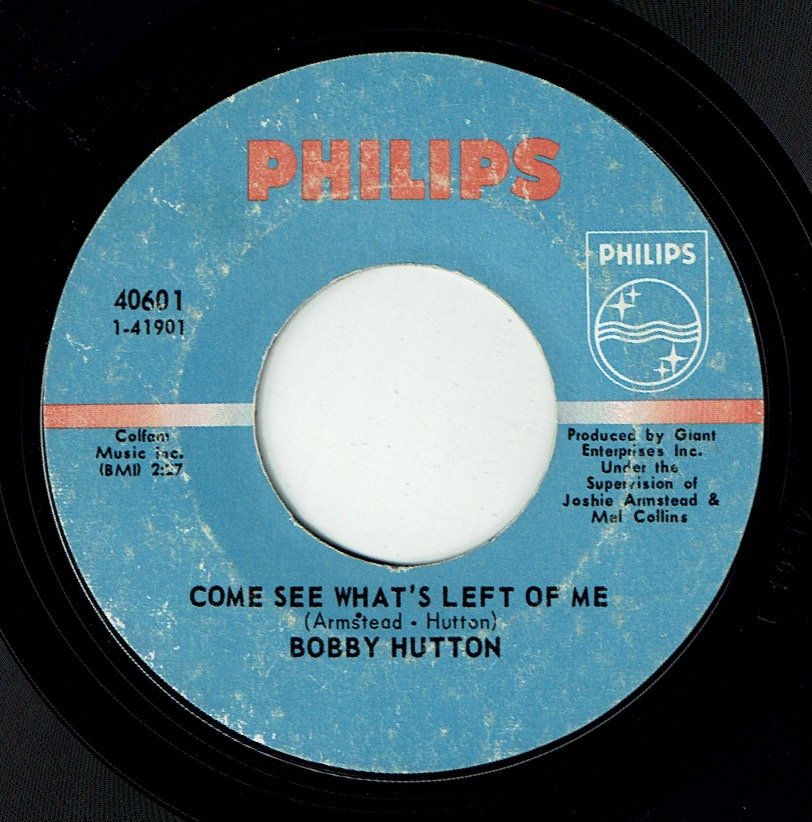 PHILIPS
PHILIPS
40601
1-41901
Colfam
Music inc.
(BMI) 2:27
Produced by Giant
Enterprises Inc.
Under the
Supervision of
Joshie Armstead &
Mel Collins
COME SEE WHAT'S LEFT OF ME
(Armstead - Hutton)
BOBBY HUTTON